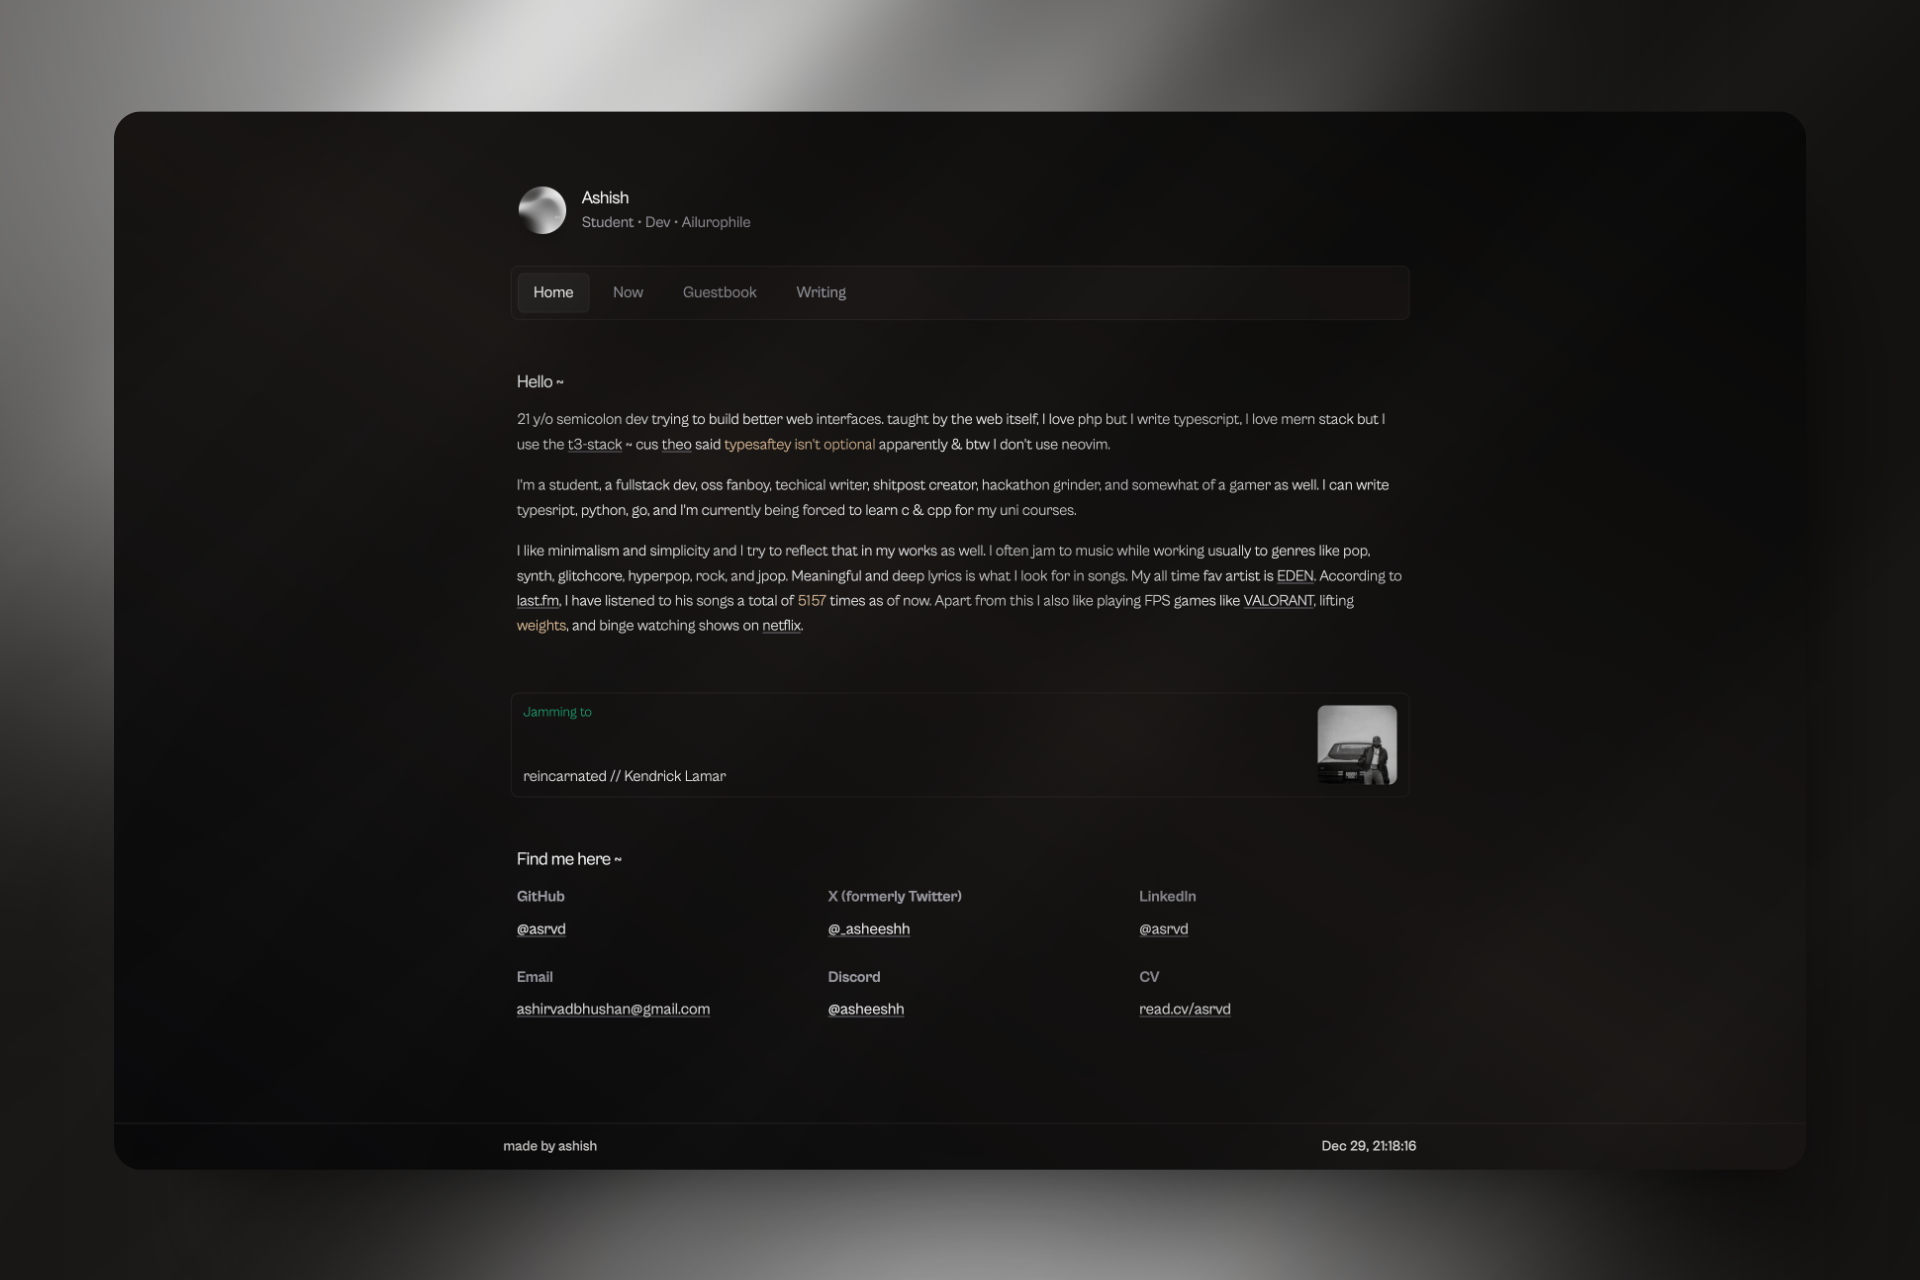 Ashish
Student • Dev • Ailurophile
Home Now Guestbook Writing
Hello ~
21 y/o semicolon dev trying to build better web interfaces. taught by the web itself, I love php but I write typescript, I love mern stack but I
use the t3-stack ~ cus theo said typesaftey isn't optional apparently & btw I don't use neovim.
I'm a student, a fullstack dev, oss fanboy, techical writer, shitpost creator, hackathon grinder, and somewhat of a gamer as well. I can write
typesript, python, go, and I'm currently being forced to learn c & cpp for my uni courses.
I like minimalism and simplicity and I try to reflect that in my works as well. I often jam to music while working usually to genres like pop,
synth, glitchcore, hyperpop, rock, and jpop. Meaningful and deep lyrics is what I look for in songs. My all time fav artist is EDEN. According to
last.fm, I have listened to his songs a total of 5157 times as of now. Apart from this I also like playing FPS games like VALORANT, lifting
weights, and binge watching shows on netflix.
Jamming to
reincarnated // Kendrick Lamar
Find me here ~
GitHub X (formerly Twitter) LinkedIn
@asrvd @_asheeshh @asrvd
Email Discord CV
ashirvadbhushan@gmail.com @asheeshh read.cv/asrvd
made by ashish Dec 29, 21:18:16